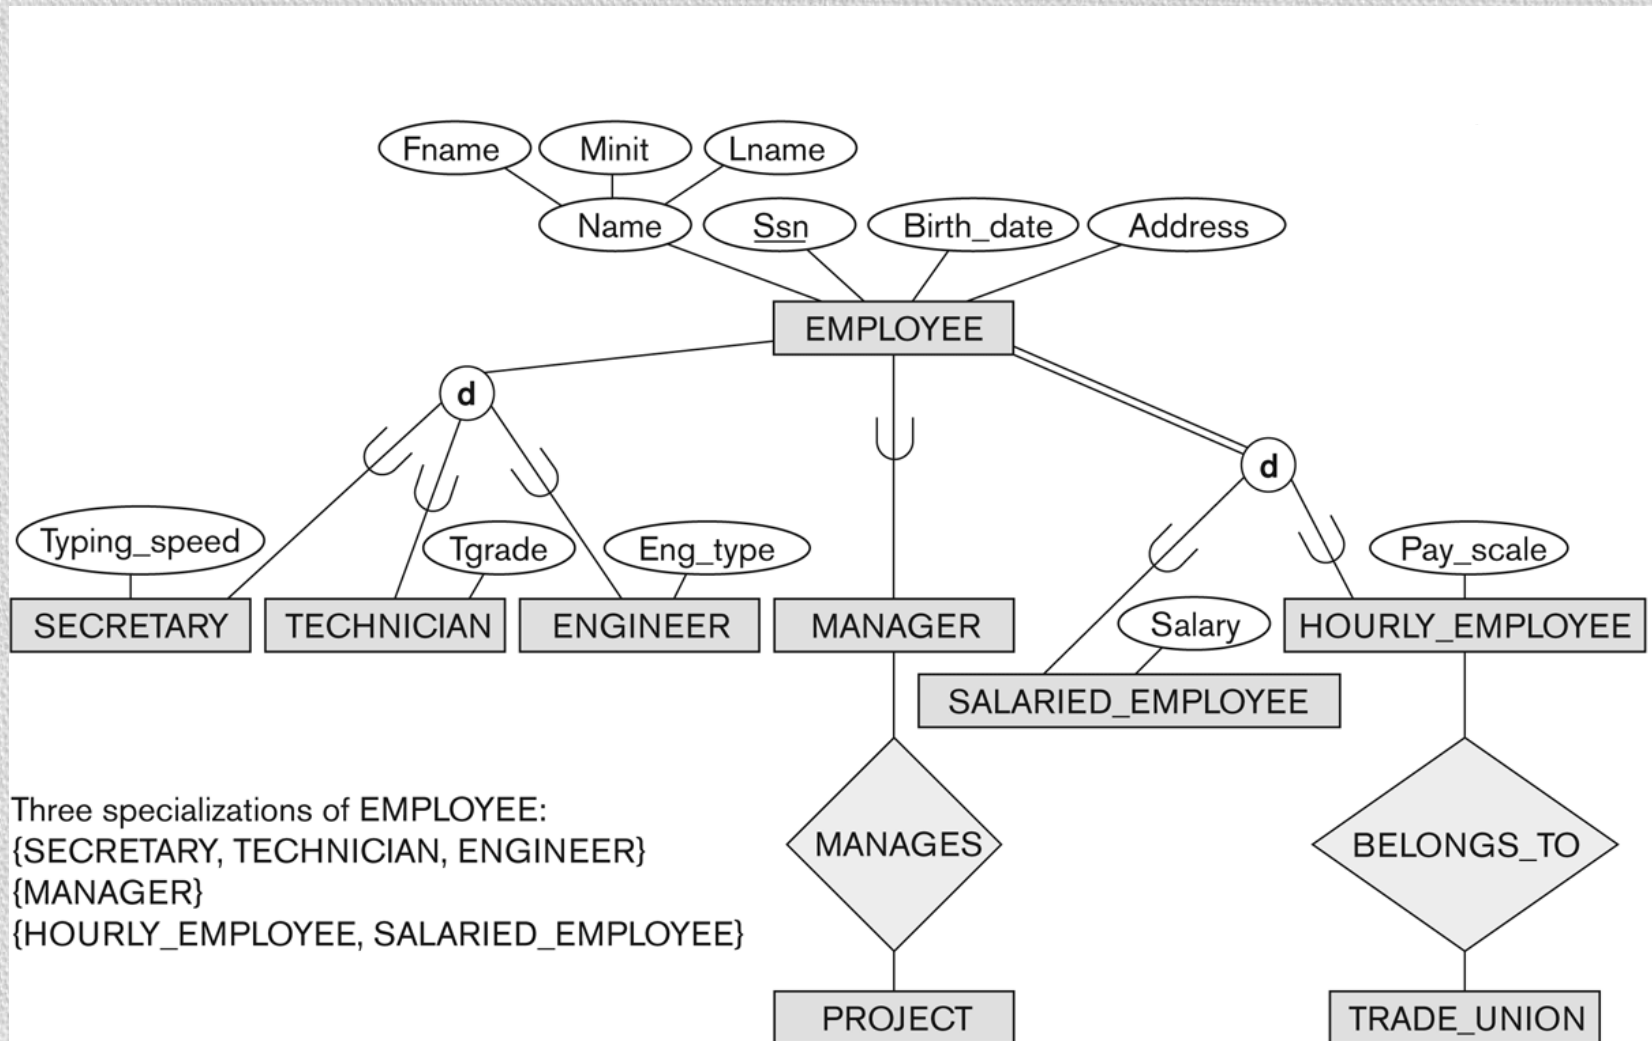 Fname Minit Lname
Name Ssn Birth_date Address
EMPLOYEE
d
d
Typing_speed Tgrade Eng_type Pay_scale
SECRETARY TECHNICIAN ENGINEER MANAGER Salary HOURLY_EMPLOYEE
SALARIED_EMPLOYEE
Three specializations of EMPLOYEE:
{SECRETARY, TECHNICIAN, ENGINEER}
{MANAGER}
{HOURLY_EMPLOYEE, SALARIED_EMPLOYEE}
MANAGES BELONGS_TO
PROJECT TRADE_UNION